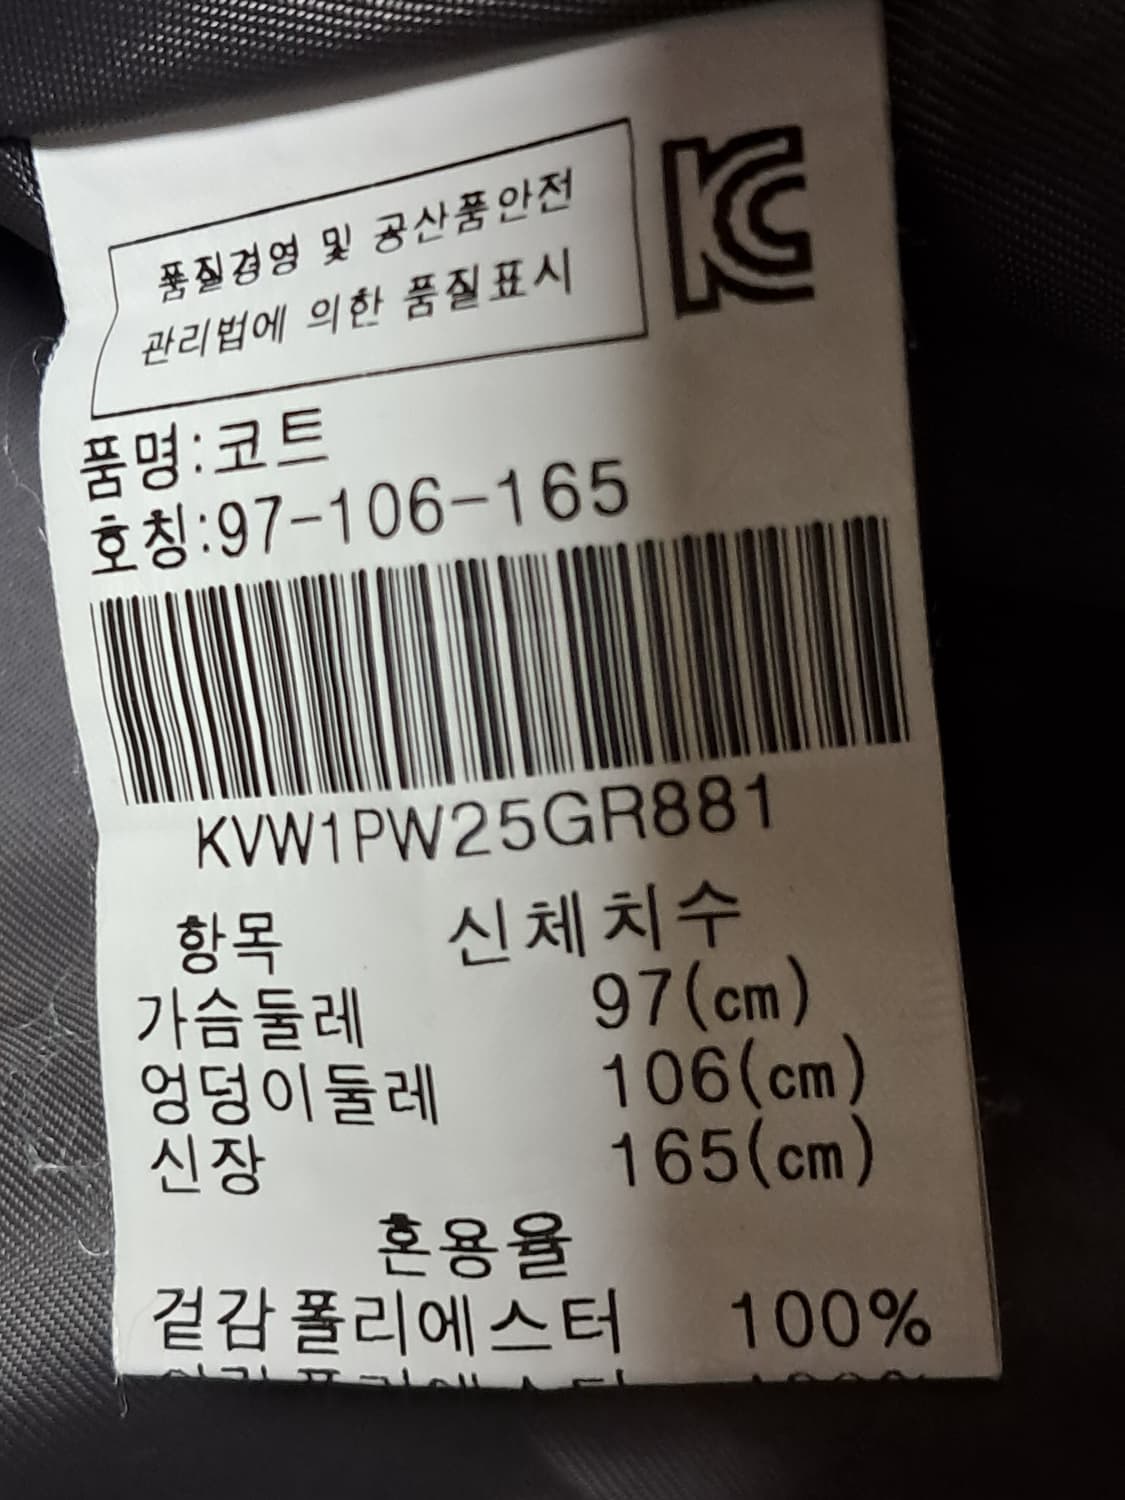 품질경영 및 공산품안전
관리법에 의한 품질표시
KC
품명:코트
호칭:97-106-165
KVW1PW25GR881
항목 신체치수
가슴둘레 97(cm)
엉덩이둘레 106(cm)
신장 165(cm)
혼용율
겉감 폴리에스터 100%